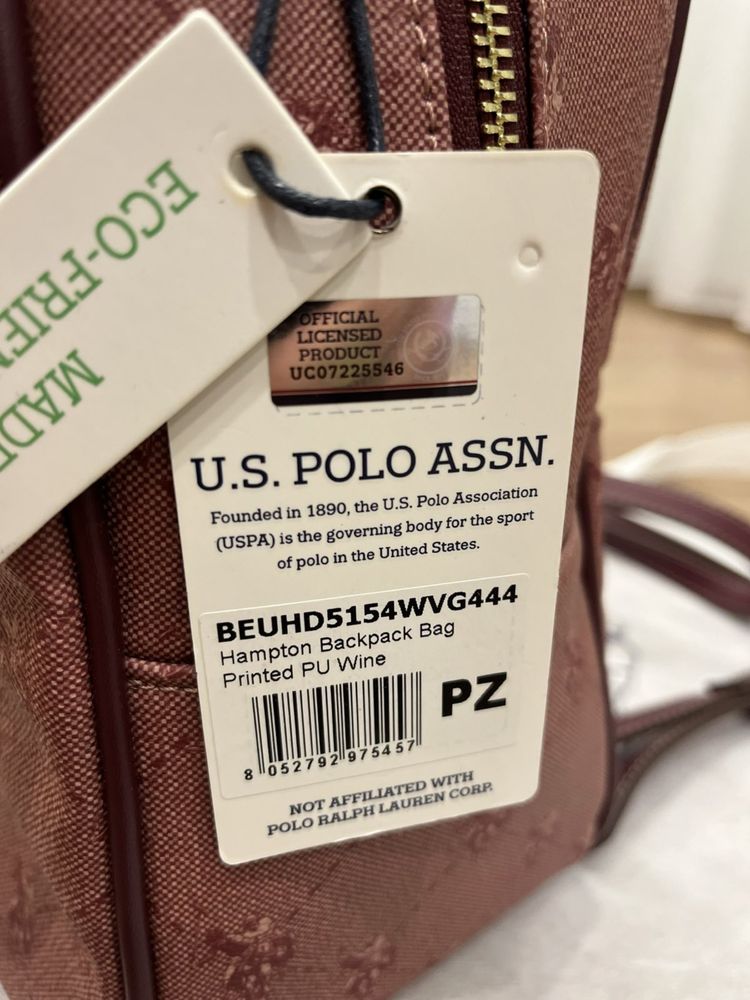 ECO-FRIEN
MADE
OFFICIAL
LICENSED
PRODUCT
UC07225546
U.S. POLO ASSN.
Founded in 1890, the U.S. Polo Association
(USPA) is the governing body for the sport
of polo in the United States.
BEUHD5154WVG444
Hampton Backpack Bag
Printed PU Wine
PZ
8 052792 975457
NOT AFFILIATED WITH
POLO RALPH LAUREN CORP.